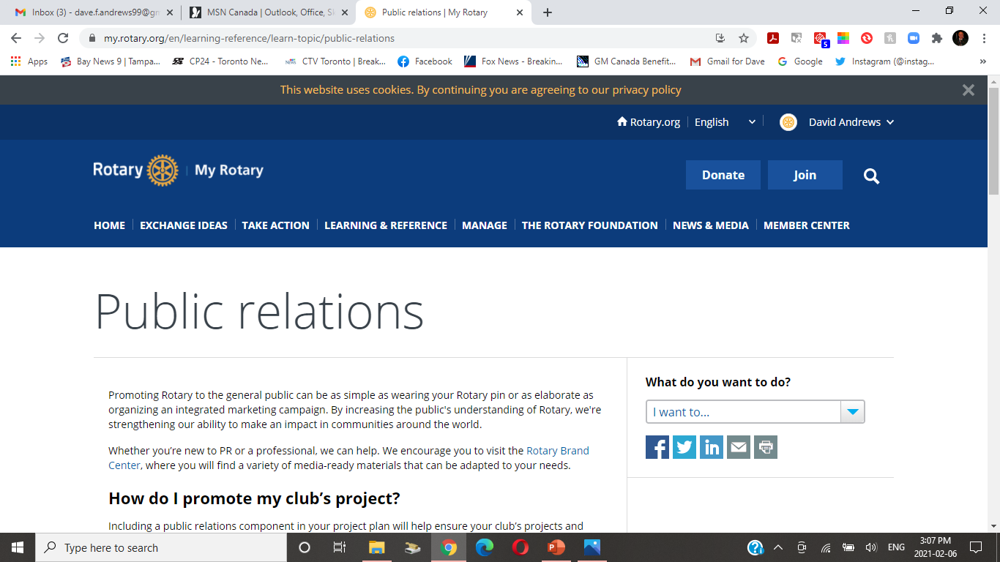 Inbox (3) - dave.f.andrews99@gm
MSN Canada | Outlook, Office, Sk
Public relations | My Rotary
my.rotary.org/en/learning-reference/learn-topic/public-relations
5
Apps
Bay News 9 | Tampa...
CP24 - Toronto Ne...
CTV Toronto | Break...
Facebook
Fox News - Breakin...
GM Canada Benefit...
Gmail for Dave
Google
Instagram (@instag...
»
This website uses cookies. By continuing you are agreeing to our privacy policy
Rotary.org
English
David Andrews
Rotary
My Rotary
Donate
Join
HOME
EXCHANGE IDEAS
TAKE ACTION
LEARNING & REFERENCE
MANAGE
THE ROTARY FOUNDATION
NEWS & MEDIA
MEMBER CENTER
Public relations
Promoting Rotary to the general public can be as simple as wearing your Rotary pin or as elaborate as
organizing an integrated marketing campaign. By increasing the public's understanding of Rotary, we're
strengthening our ability to make an impact in communities around the world.
Whether you’re new to PR or a professional, we can help. We encourage you to visit the Rotary Brand
Center, where you will find a variety of media-ready materials that can be adapted to your needs.
How do I promote my club’s project?
Including a public relations component in your project plan will help ensure your club’s projects and
What do you want to do?
I want to...
Type here to search
ENG
3:07 PM
2021-02-06